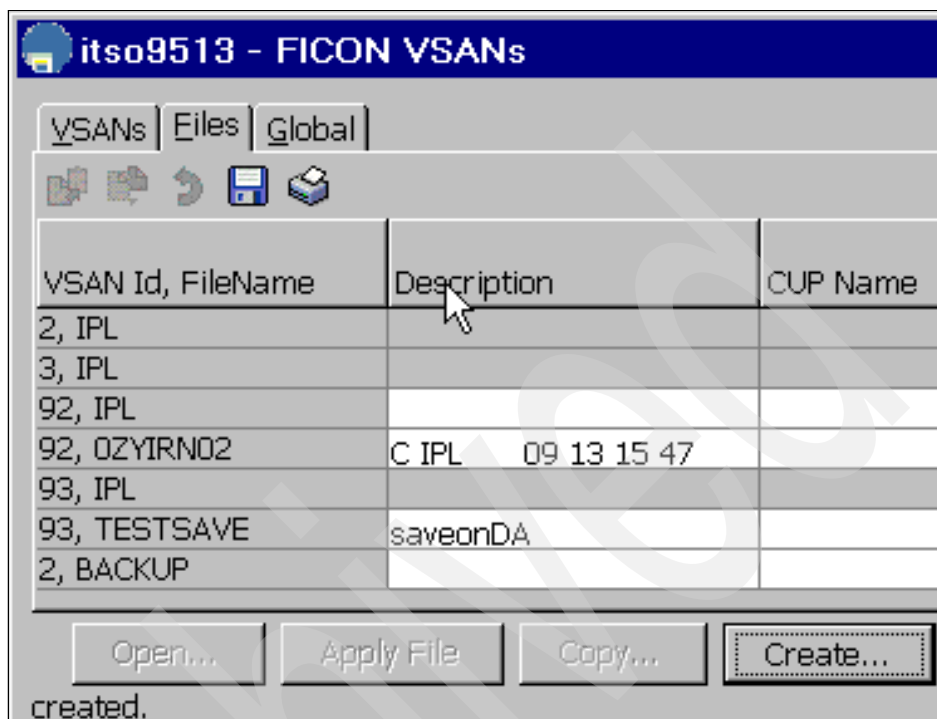 itso9513 - FICON VSANs
VSANs Files Global
VSAN Id, FileName Description CUP Name
2, IPL
3, IPL
92, IPL
92, OZYIRN02 C IPL 09 13 15 47
93, IPL
93, TESTSAVE saveonDA
2, BACKUP
Open... Apply File Copy... Create...
created.